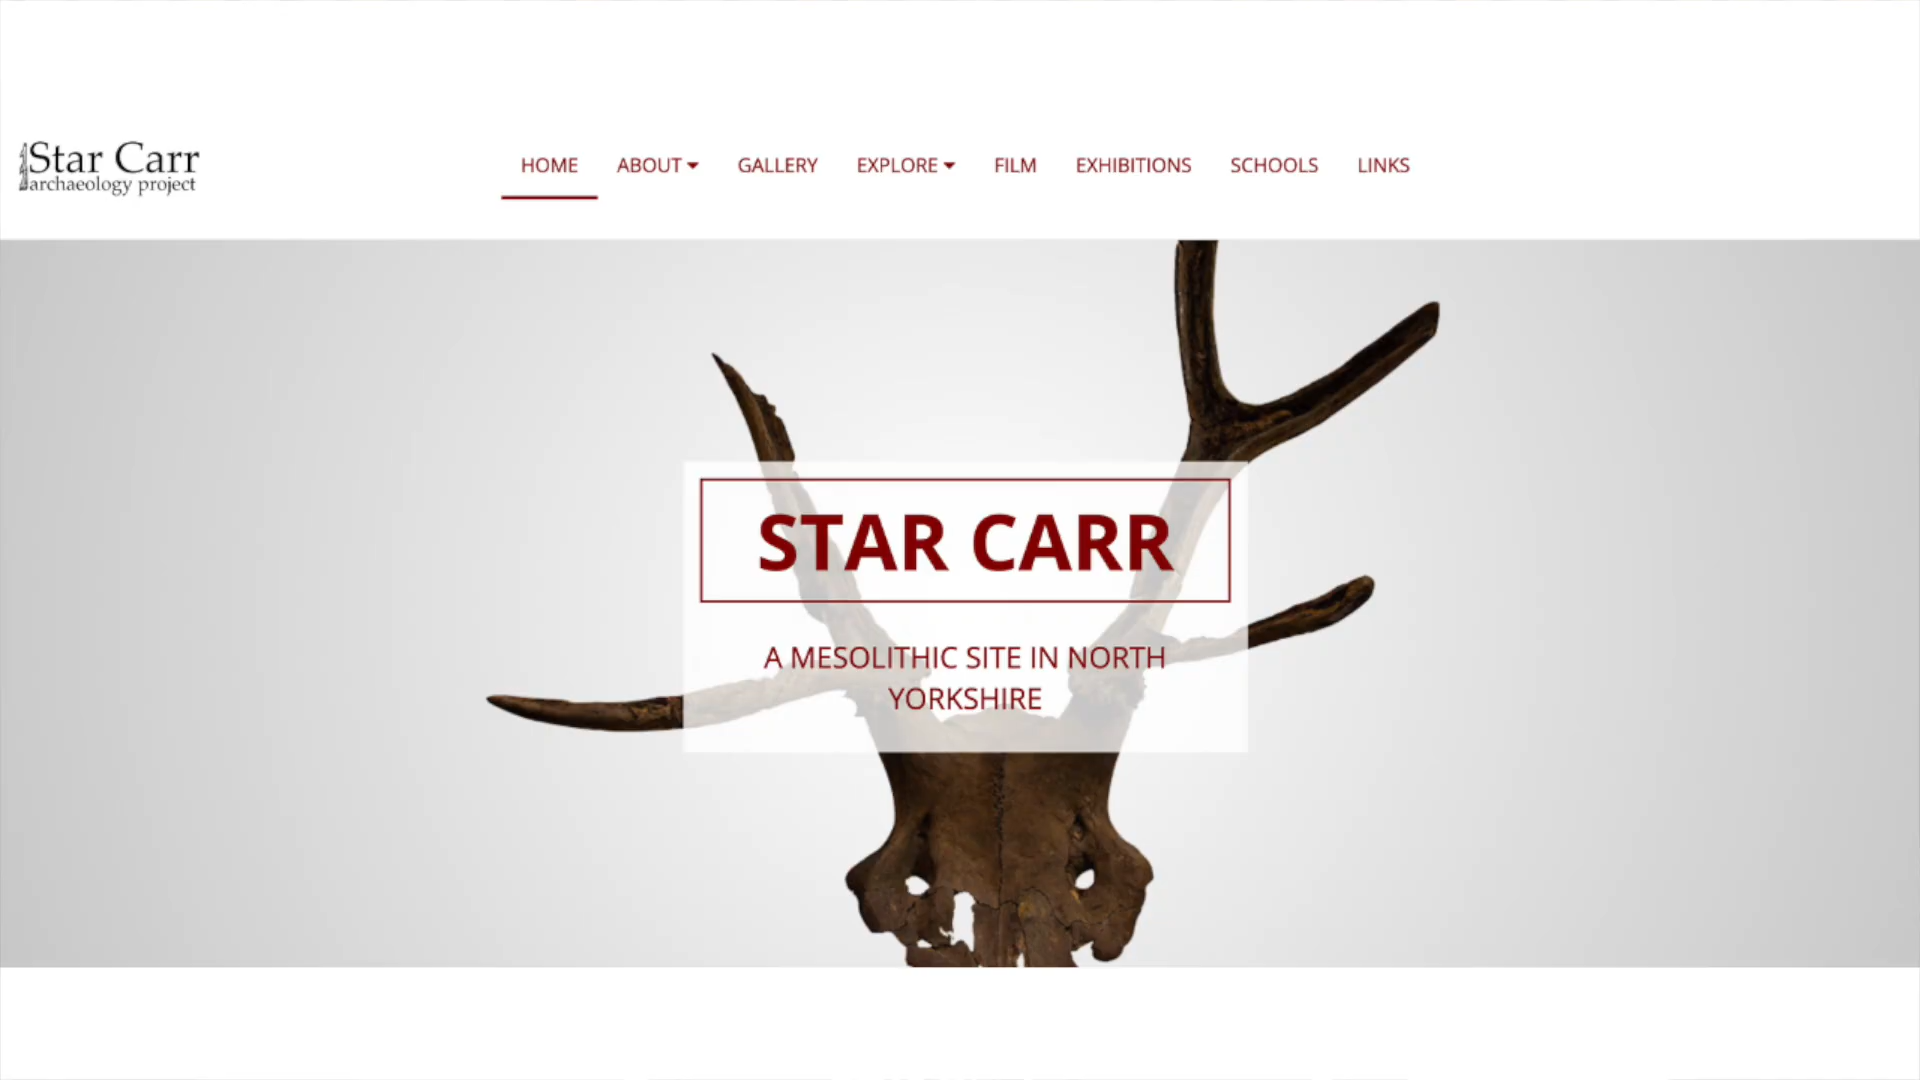 Star Carr
archaeology project
HOME ABOUT GALLERY EXPLORE FILM EXHIBITIONS SCHOOLS LINKS
STAR CARR
A MESOLITHIC SITE IN NORTH
YORKSHIRE